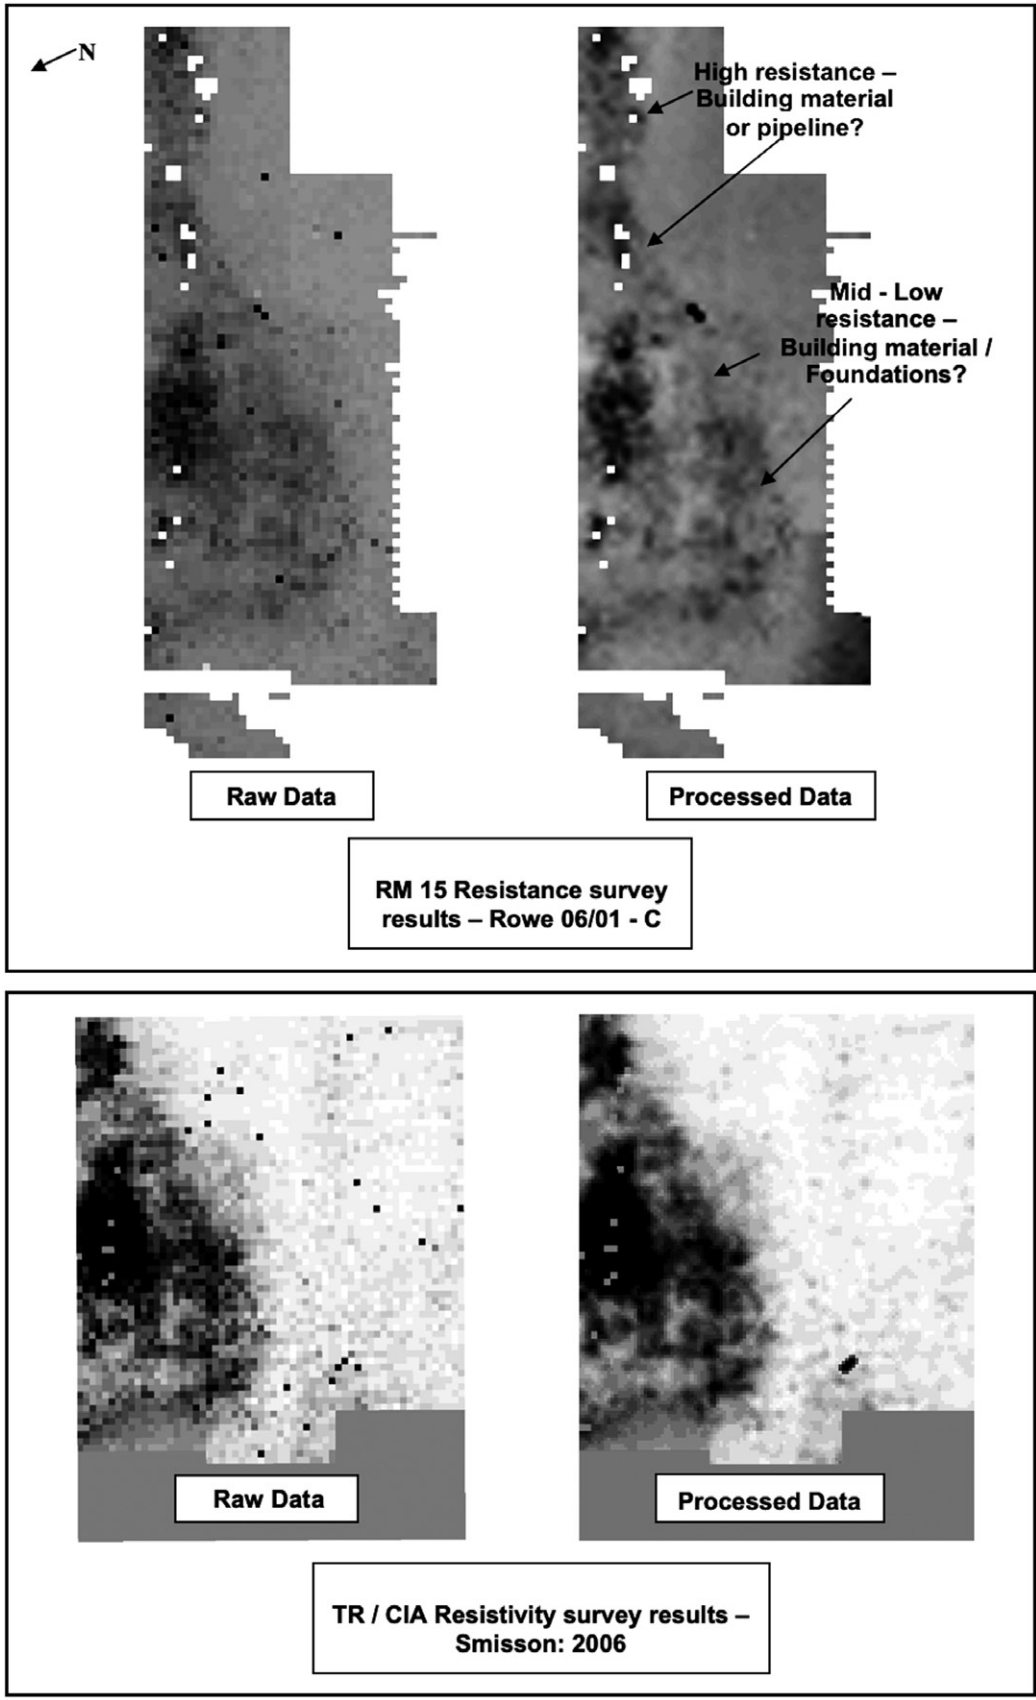 N
High resistance –
Building material
or pipeline?
Mid - Low
resistance –
Building material /
Foundations?
Raw Data
Processed Data
RM 15 Resistance survey
results – Rowe 06/01 - C
Raw Data
Processed Data
TR / CIA Resistivity survey results –
Smisson: 2006